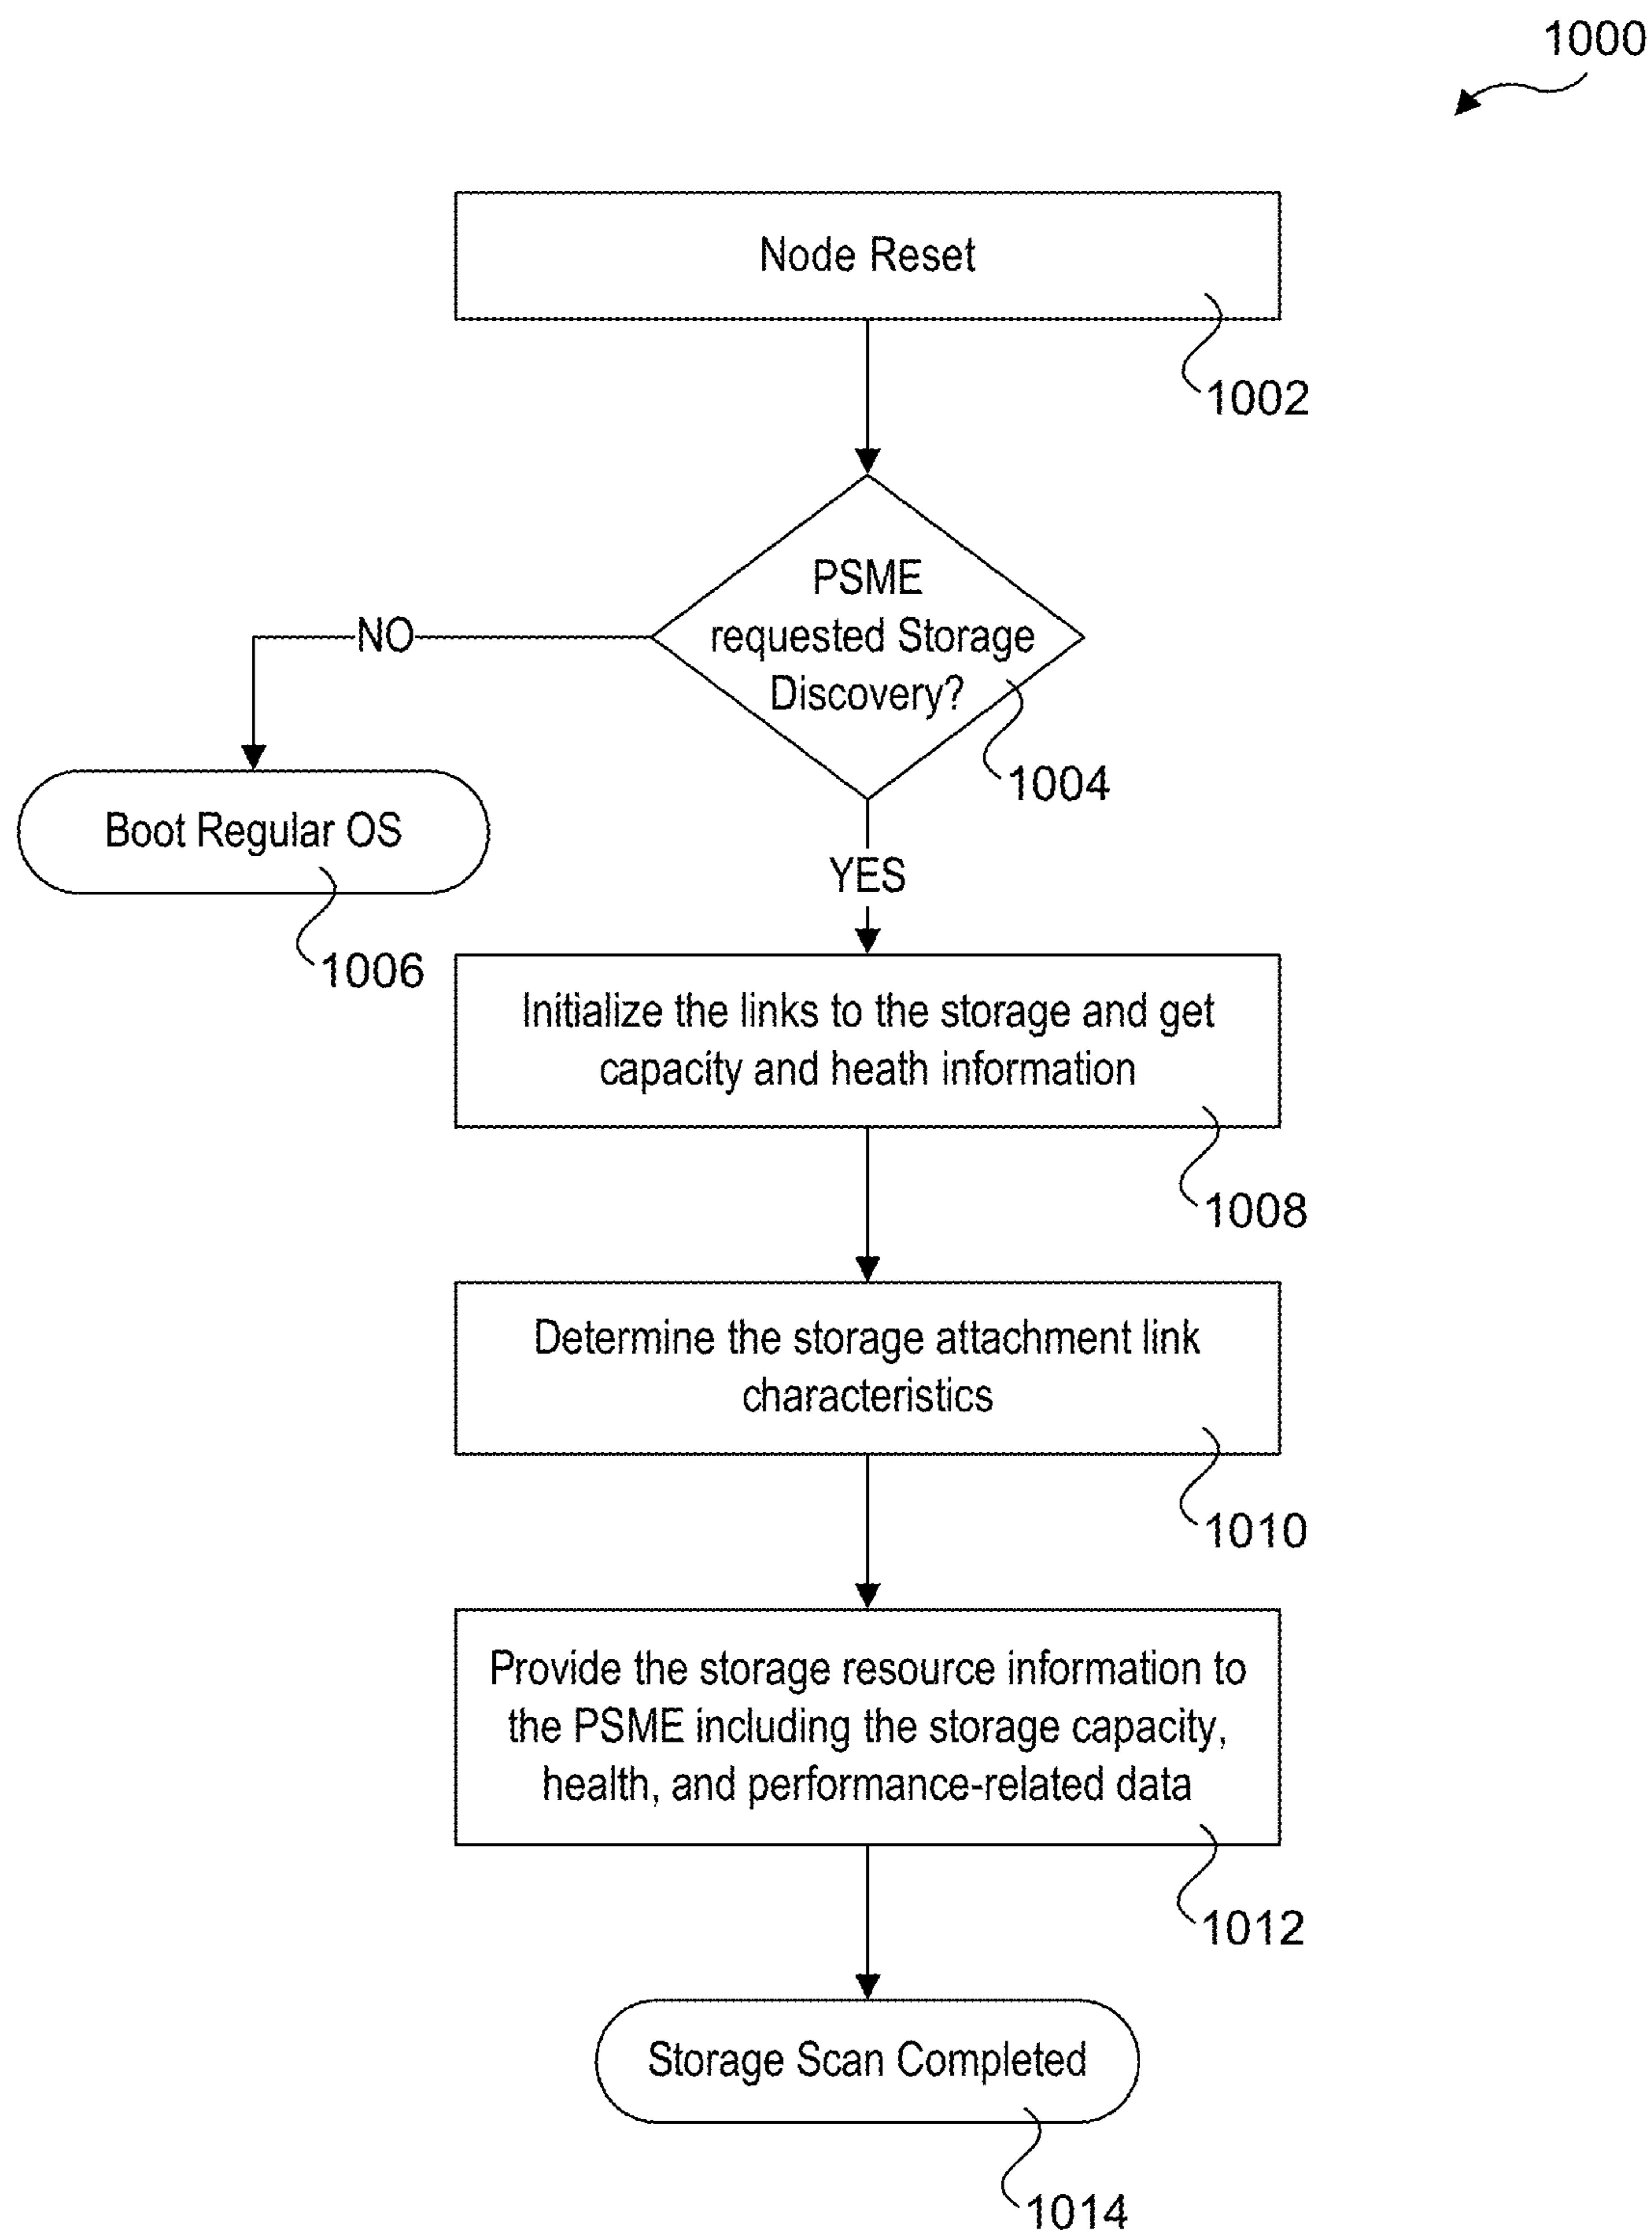 1000
Node Reset
1002
PSME
requested Storage
Discovery?
1004
NO
Boot Regular OS
1006
YES
Initialize the links to the storage and get
capacity and heath information
1008
Determine the storage attachment link
characteristics
1010
Provide the storage resource information to
the PSME including the storage capacity,
health, and performance-related data
1012
Storage Scan Completed
1014